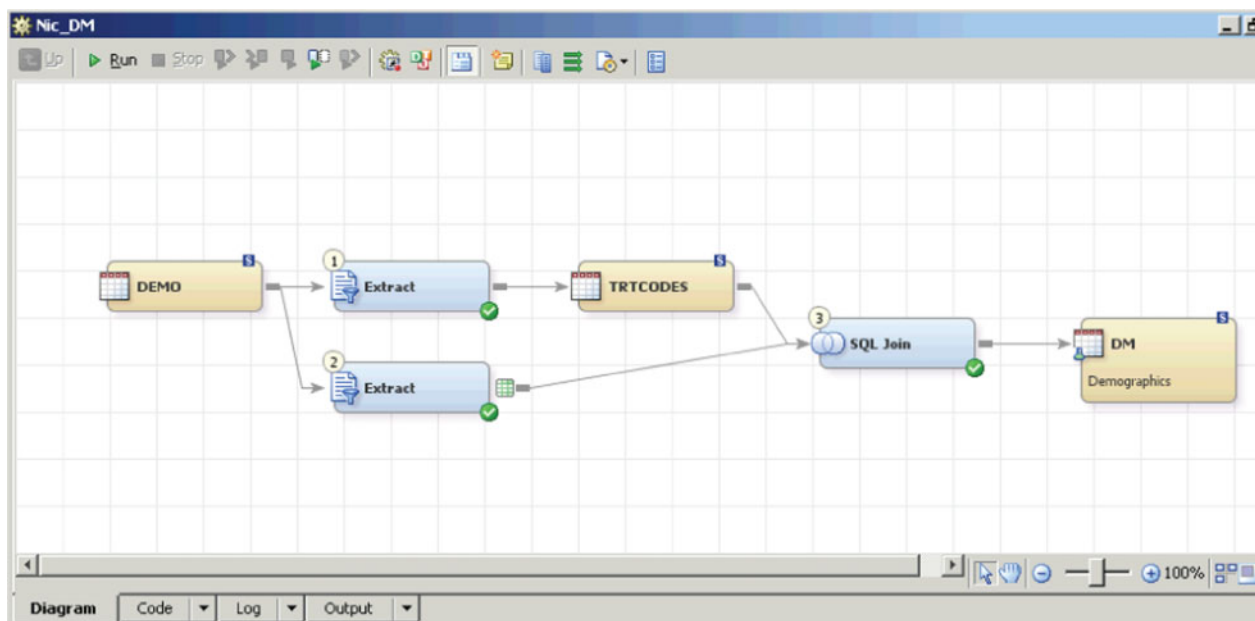 Nic_DM
Up Run Stop
1
DEMO Extract TRTCODES
3
SQL Join DM
2
Extract Demographics
100%
Diagram Code Log Output